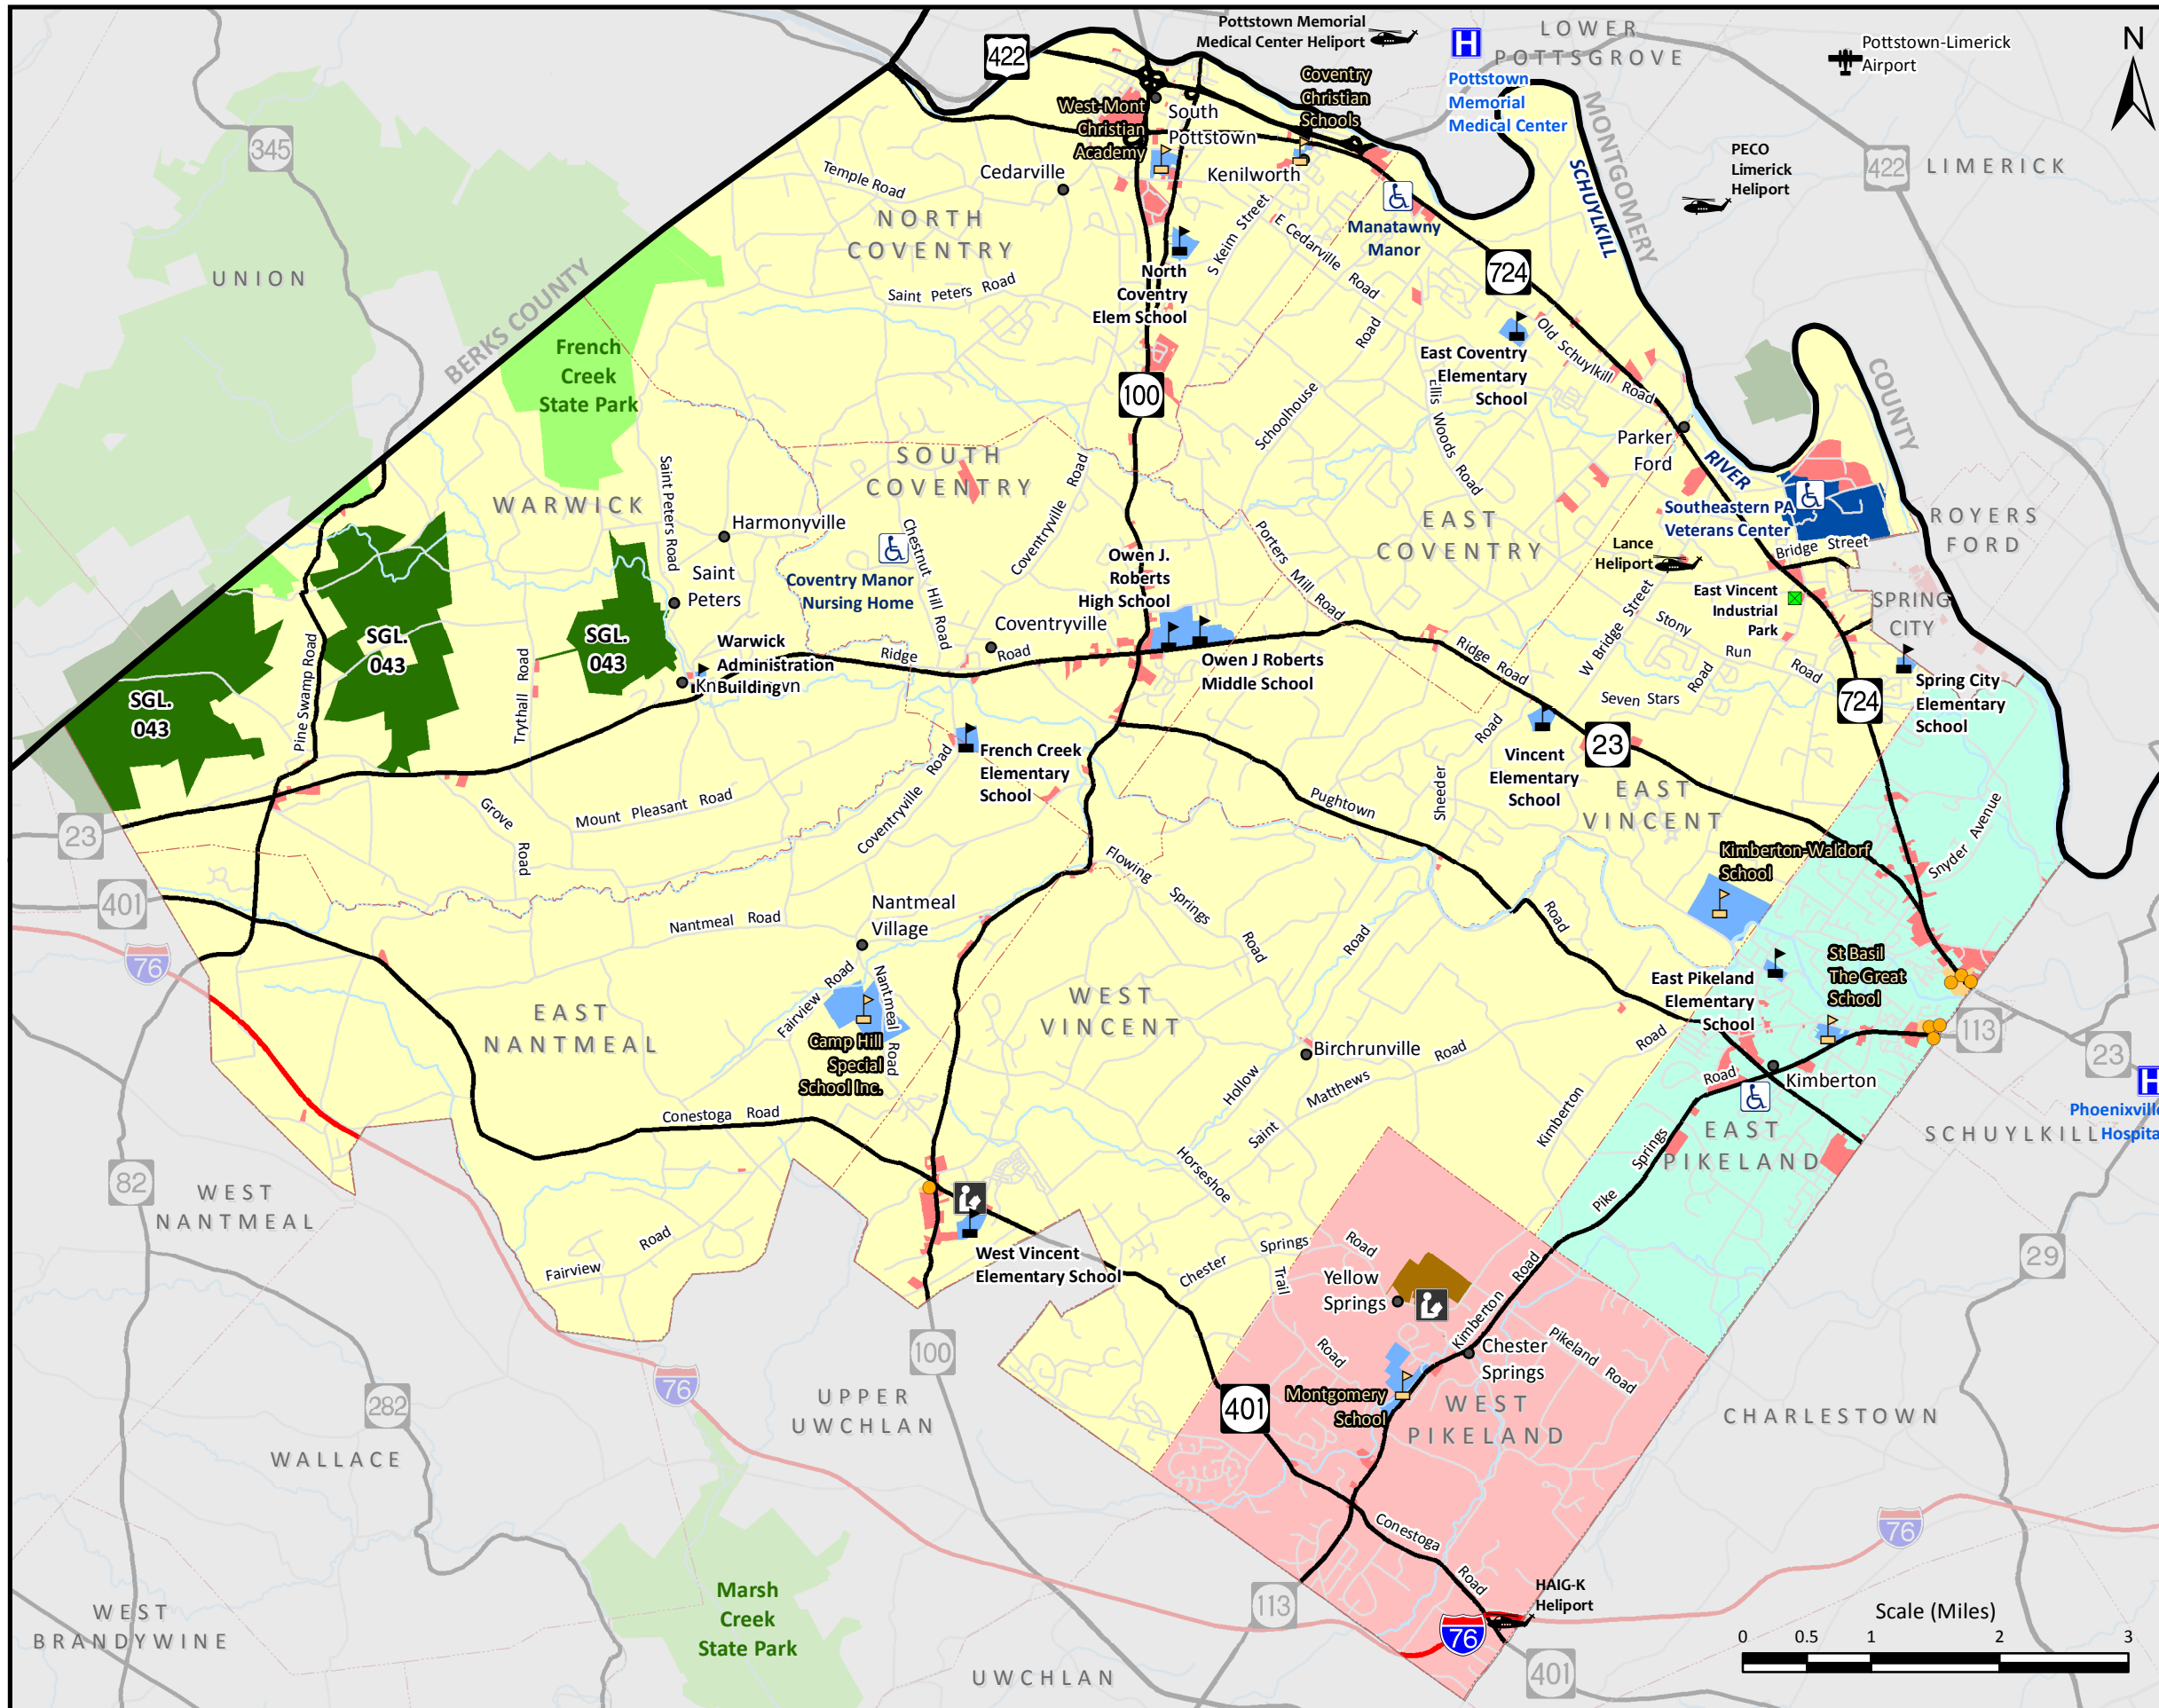 Pottstown Memorial
Medical Center Heliport
LOWER
POTTSGROVE
Pottstown-Limerick
Airport
N
422
Coventry
Christian
Schools
Pottstown
Memorial
Medical Center
H
West-Mont
Christian
Academy
South
Pottstown
MONTGOMERY
COUNTY
345
PECO
Limerick
Heliport
422
LIMERICK
Cedarville
Kenilworth
Temple Road
SCHUYLKILL
RIVER
NORTH
COVENTRY
S Keim Street
E Cedarville Road
Manatawny
Manor
UNION
BERKS COUNTY
Saint Peters Road
North
Coventry
Elem School
724
French
Creek
State Park
Road
Schoolhouse
East Coventry
Elementary
School
Old Schuylkill Road
100
Ellis Woods Road
Parker
Ford
SOUTH
COVENTRY
WARWICK
Saint Peters Road
Coventryville Road
Harmonyville
Chestnut Hill Road
Porters Mill Road
EAST
COVENTRY
Southeastern PA
Veterans Center
ROYERS
FORD
Lance
Heliport
Bridge Street
Coventry Manor
Nursing Home
Owen J.
Roberts
High School
Saint
Peters
W Bridge Street
East Vincent
Industrial
Park
SPRING
CITY
SGL.
043
SGL.
043
SGL.
043
Pine Swamp Road
Trythall Road
Warwick
Administration
Building
Ridge Road
Coventryville
Owen J Roberts
Middle School
Ridge Road
Stony Run Road
Seven Stars Road
Spring City
Elementary
School
724
French Creek
Elementary
School
Coventryville Road
Vincent
Elementary
School
23
Sheeder Road
EAST
VINCENT
Pughtown Road
Mount Pleasant Road
Grove Road
23
401
76
Flowing Springs Road
Snyder Avenue
Kimberton-Waldorf
School
Nantmeal Road
Nantmeal
Village
Fairview Road
Nantmeal Road
Camp Hill
Special
School Inc.
EAST
NANTMEAL
WEST
VINCENT
East Pikeland
Elementary
School
St Basil
The Great
School
113
23
H
Phoenixvill
Hospita
Birchrunville
Hollow Road
Saint Matthews Road
Kimberton Road
Kimberton
EAST
PIKELAND
SCHUYLKILL
Conestoga Road
Horseshoe
Trail
82
WEST
NANTMEAL
Fairview Road
West Vincent
Elementary School
Chester Springs Road
Yellow
Springs
Pike Springs Road
Kimberton Road
29
Road
Chester
Springs
Pikeland Road
Montgomery
School
WEST
PIKELAND
CHARLESTOWN
100
76
282
UPPER
UWCHLAN
401
WALLACE
Conestoga Road
76
Marsh
Creek
State Park
113
HAIG-K
Heliport
76
401
WEST
BRANDYWINE
UWCHLAN
Scale (Miles)
0 0.5 1 2 3